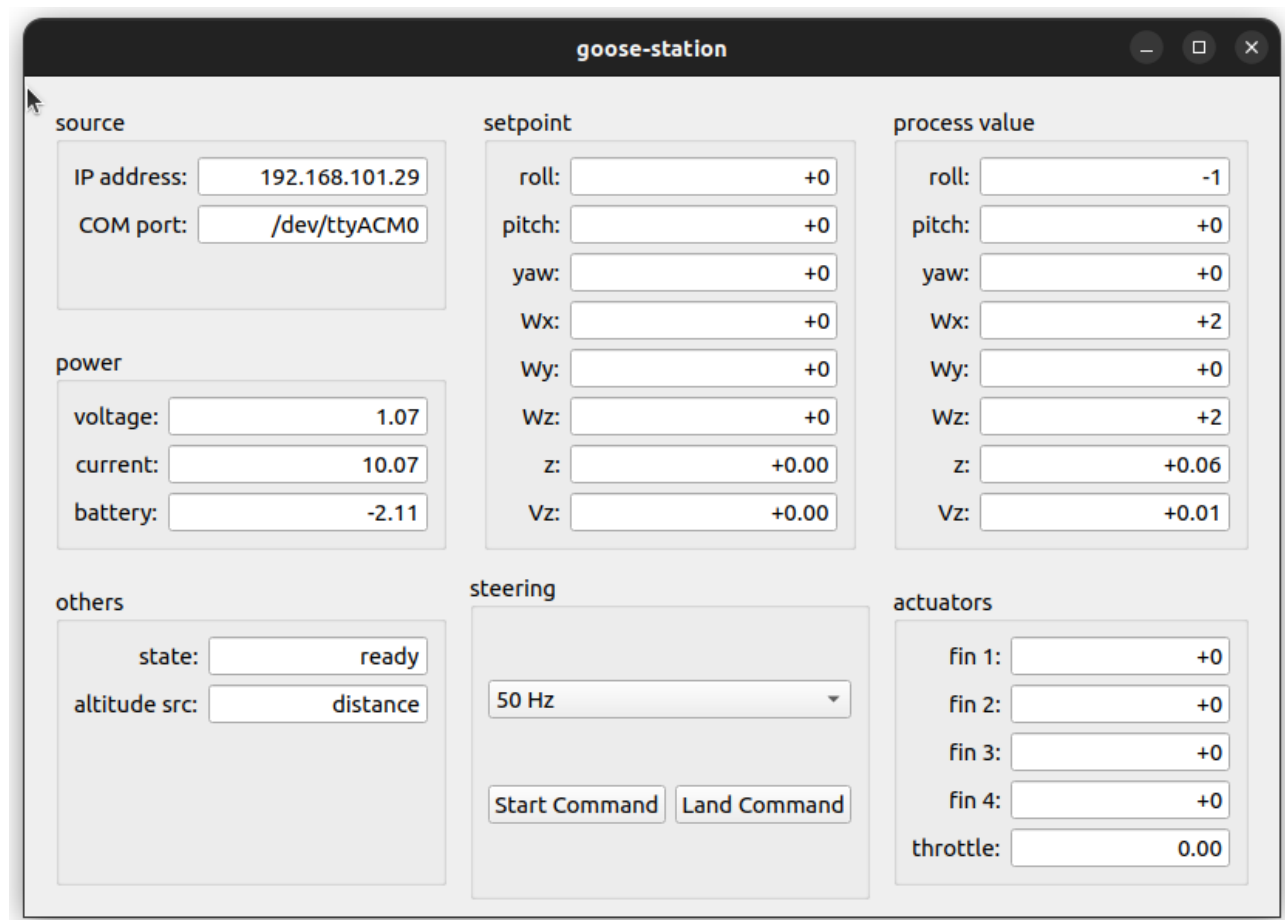 goose-station
source
IP address: 192.168.101.29
COM port: /dev/ttyACM0
power
voltage: 1.07
current: 10.07
battery: -2.11
others
state: ready
altitude src: distance
setpoint
roll: +0
pitch: +0
yaw: +0
Wx: +0
Wy: +0
Wz: +0
z: +0.00
Vz: +0.00
steering
50 Hz
Start Command Land Command
process value
roll: -1
pitch: +0
yaw: +0
Wx: +2
Wy: +0
Wz: +2
z: +0.06
Vz: +0.01
actuators
fin 1: +0
fin 2: +0
fin 3: +0
fin 4: +0
throttle: 0.00